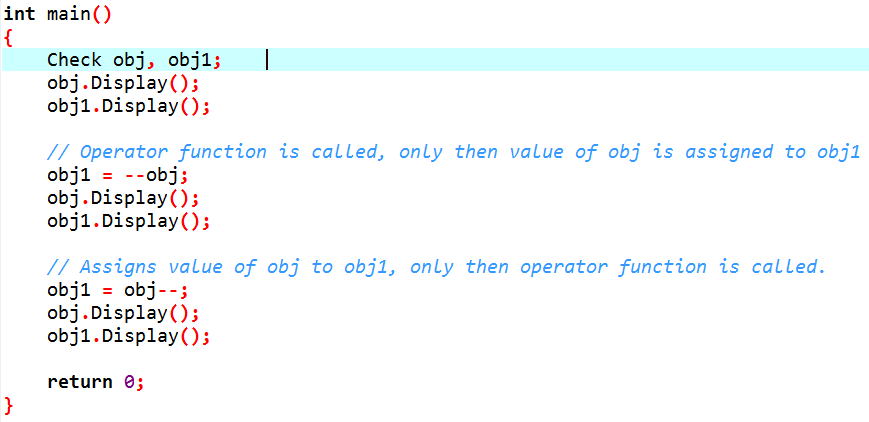 int main()
{
    Check obj, obj1;
    obj.Display();
    obj1.Display();

    // Operator function is called, only then value of obj is assigned to obj1
    obj1 = --obj;
    obj.Display();
    obj1.Display();

    // Assigns value of obj to obj1, only then operator function is called.
    obj1 = obj--;
    obj.Display();
    obj1.Display();

    return 0;
}